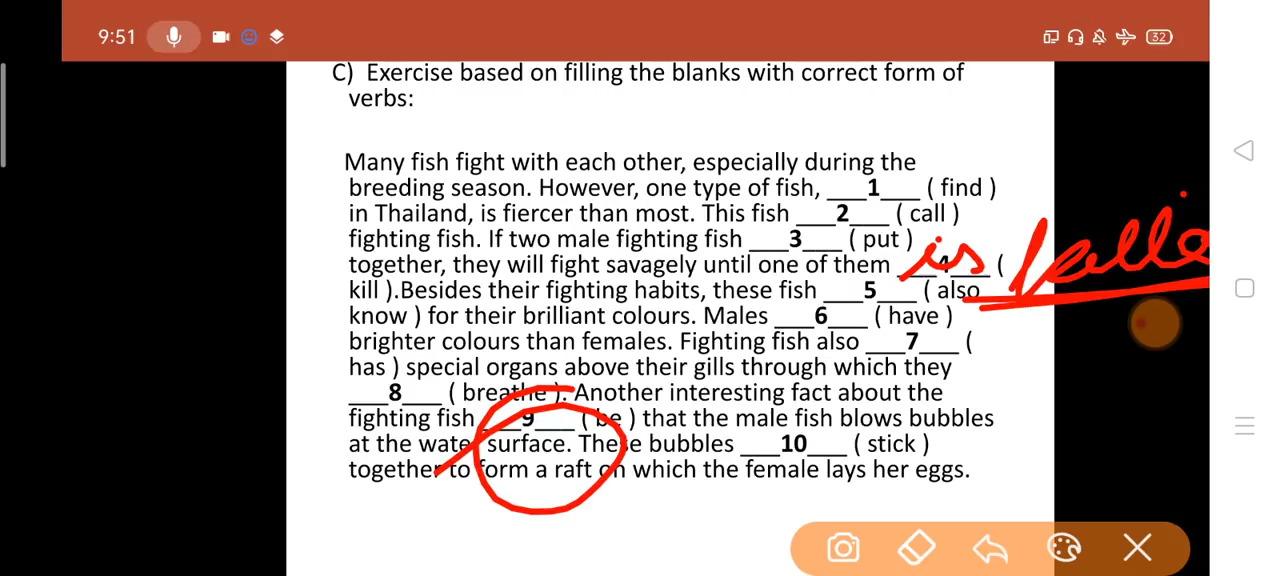 9:51
32
C) Exercise based on filling the blanks with correct form of
verbs:
Many fish fight with each other, especially during the
breeding season. However, one type of fish, ___1___ ( find )
in Thailand, is fiercer than most. This fish ___2___ ( call )
fighting fish. If two male fighting fish ___3___ ( put )
together, they will fight savagely until one of them ___4___ (
is
kill ).Besides their fighting habits, these fish ___5___ ( also
know ) for their brilliant colours. Males ___6___ ( have )
brighter colours than females. Fighting fish also ___7___ (
has ) special organs above their gills through which they
___8___ ( breathe ). Another interesting fact about the
fighting fish ___9___ ( be ) that the male fish blows bubbles
at the water surface. These bubbles ___10___ ( stick )
together to form a raft on which the female lays her eggs.